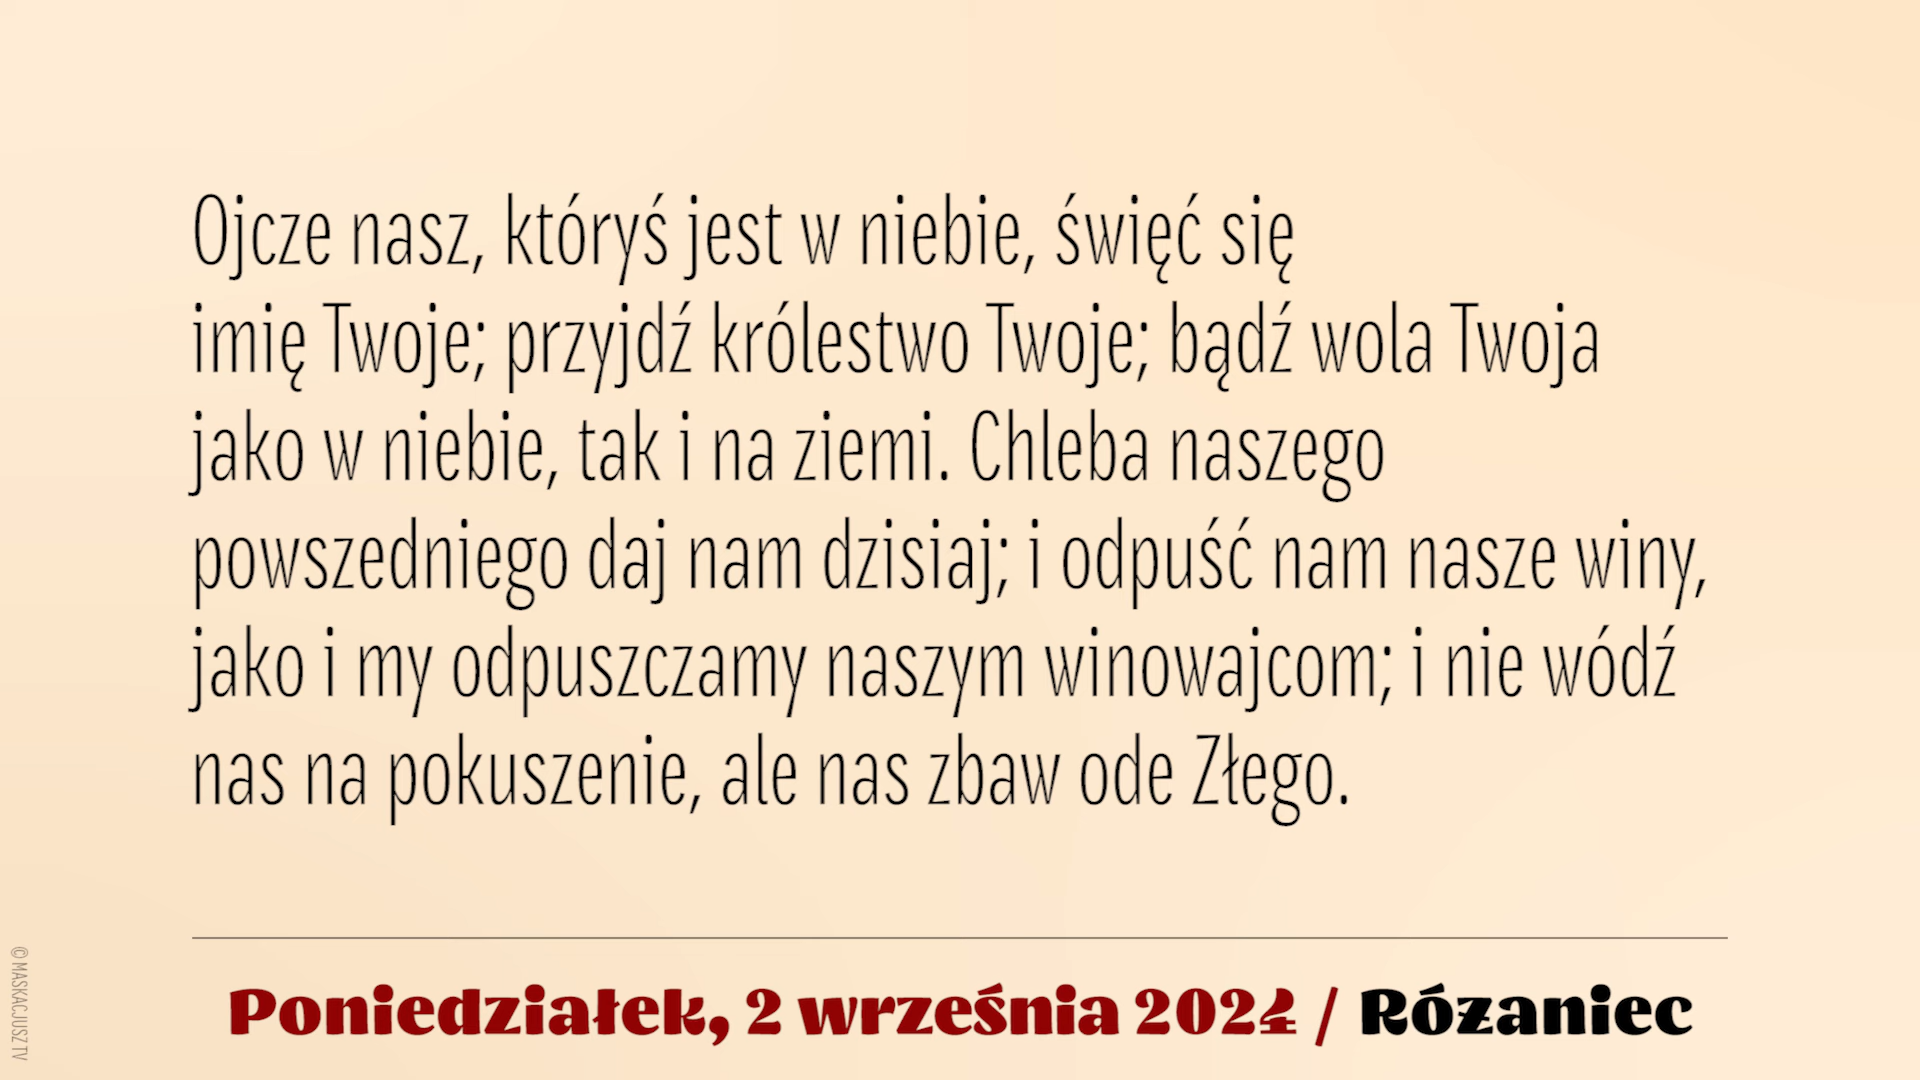 Ojcze nasz, któryś jest w niebie, święć się
imię Twoje; przyjdź królestwo Twoje; bądź wola Twoja
jako w niebie, tak i na ziemi. Chleba naszego
powszedniego daj nam dzisiaj; i odpuść nam nasze winy,
jako i my odpuszczamy naszym winowajcom; i nie wódź
nas na pokuszenie, ale nas zbaw ode Złego.
Poniedziałek, 2 września 2024 / Różaniec
© MASKACJUSZ TV